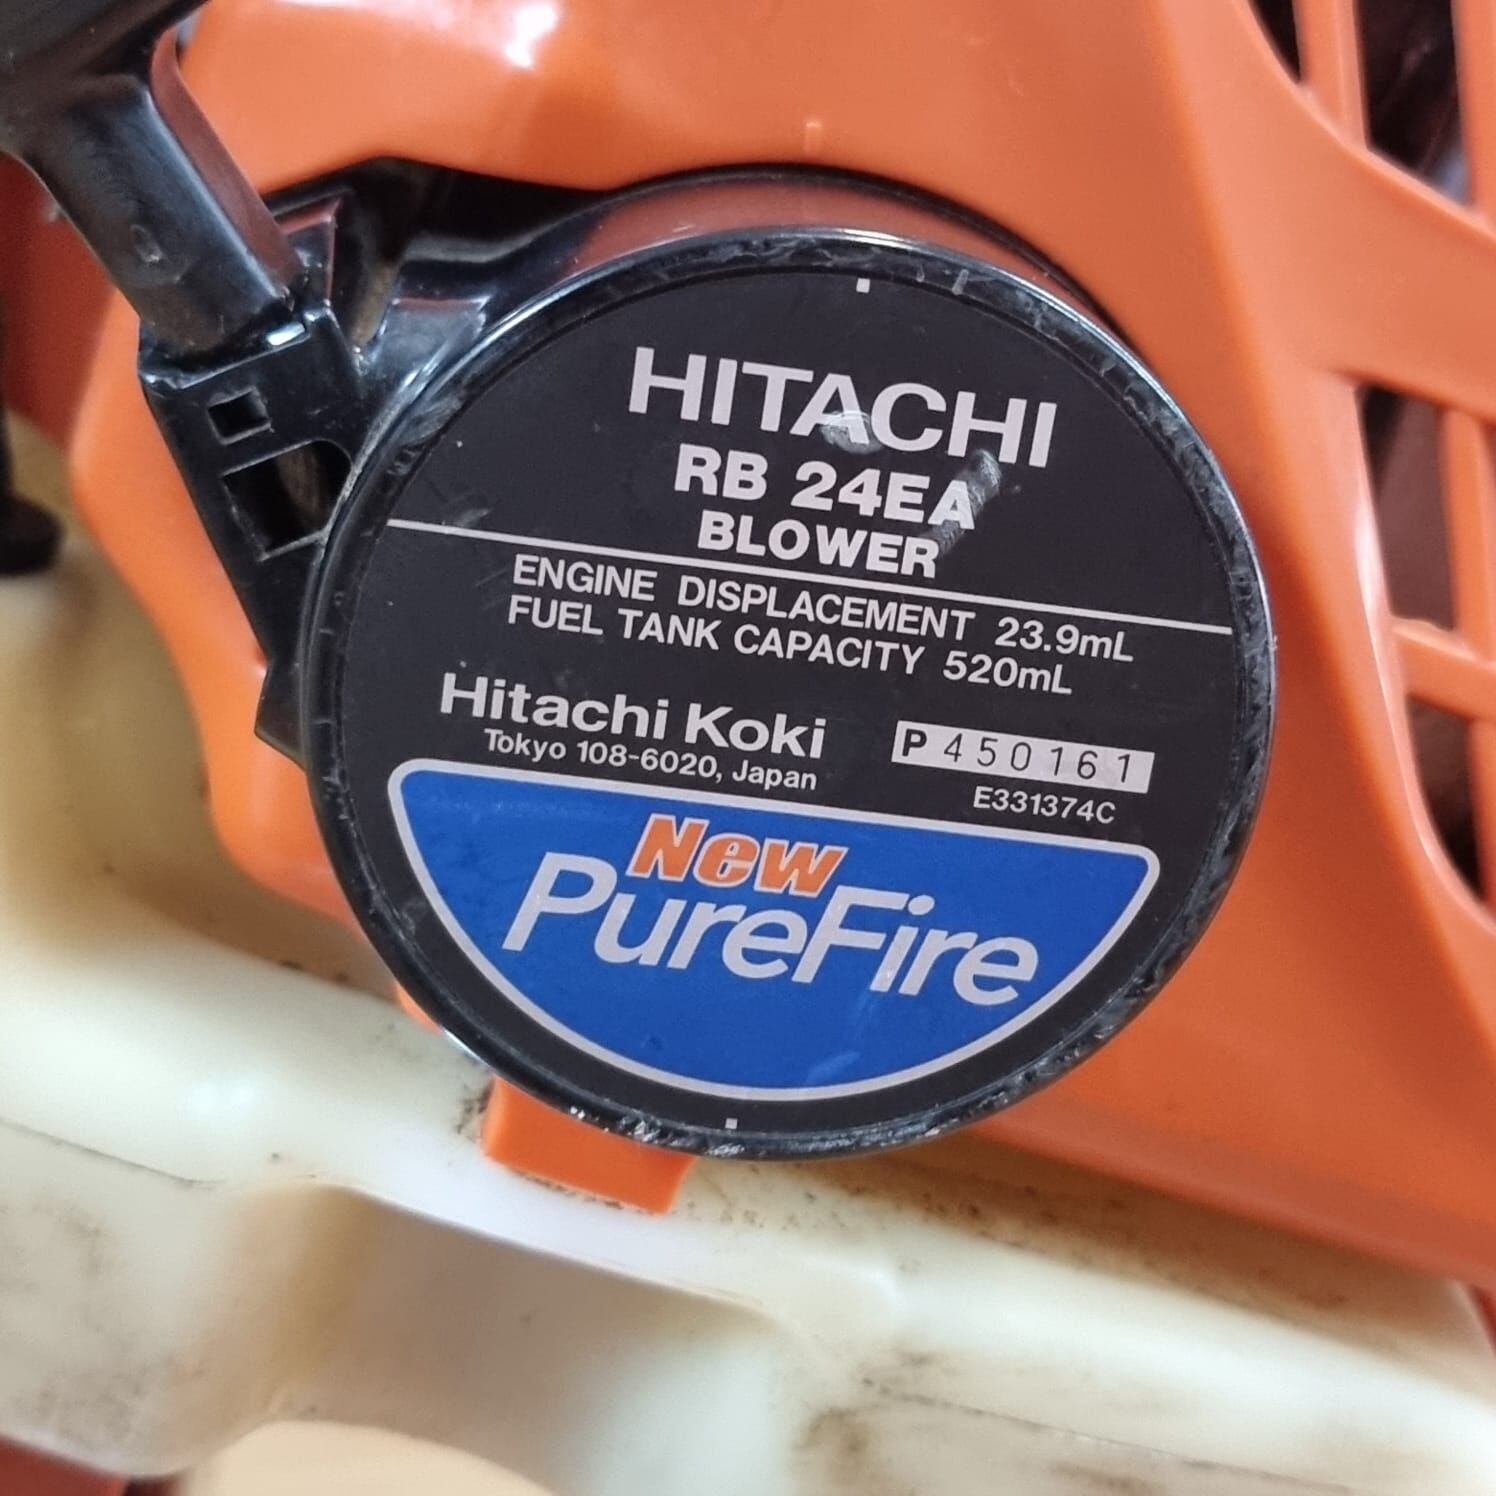 HITACHI
RB 24EA
BLOWER
ENGINE DISPLACEMENT 23.9mL
FUEL TANK CAPACITY 520mL
Hitachi Koki
Tokyo 108-6020, Japan
P450161
E331374C
New
PureFire